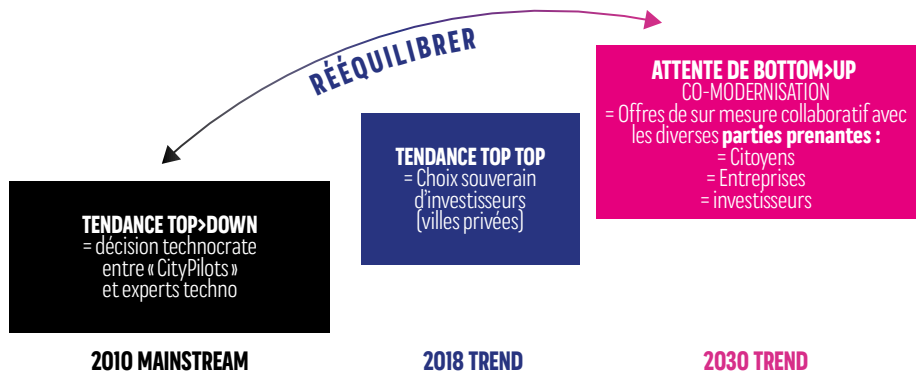 RÉÉQUILIBRER
TENDANCE TOP>DOWN
= décision technocrate
entre « CityPilots »
et experts techno
2010 MAINSTREAM
TENDANCE TOP TOP
= Choix souverain
d'investisseurs
(villes privées)
2018 TREND
ATTENTE DE BOTTOM>UP
CO-MODERNISATION
= Offres de sur mesure collaboratif avec
les diverses parties prenantes :
= Citoyens
= Entreprises
= investisseurs
2030 TREND